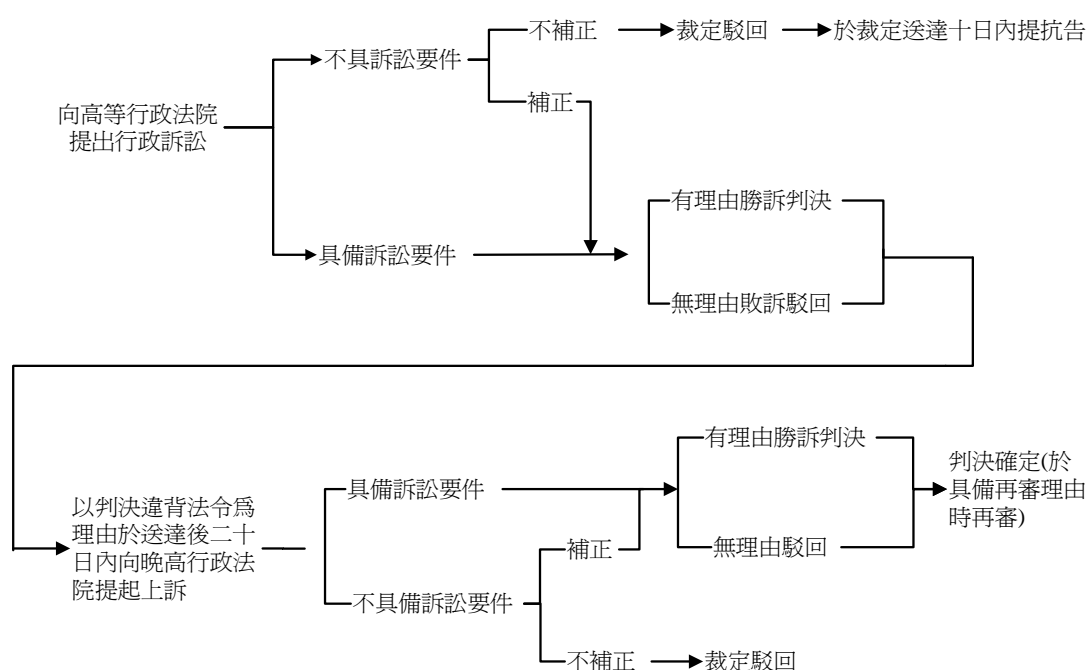 不補正
裁定駁回
於裁定送達十日內提抗告
不具訴訟要件
補正
向高等行政法院
提出行政訴訟
有理由勝訴判決
具備訴訟要件
無理由敗訴駁回
有理由勝訴判決
判決確定(於
具備再審理由
時再審)
具備訴訟要件
以判決違背法令爲
理由於送達後二十
日內向晚高行政法
院提起上訴
補正
無理由駁回
不具備訴訟要件
不補正
裁定駁回